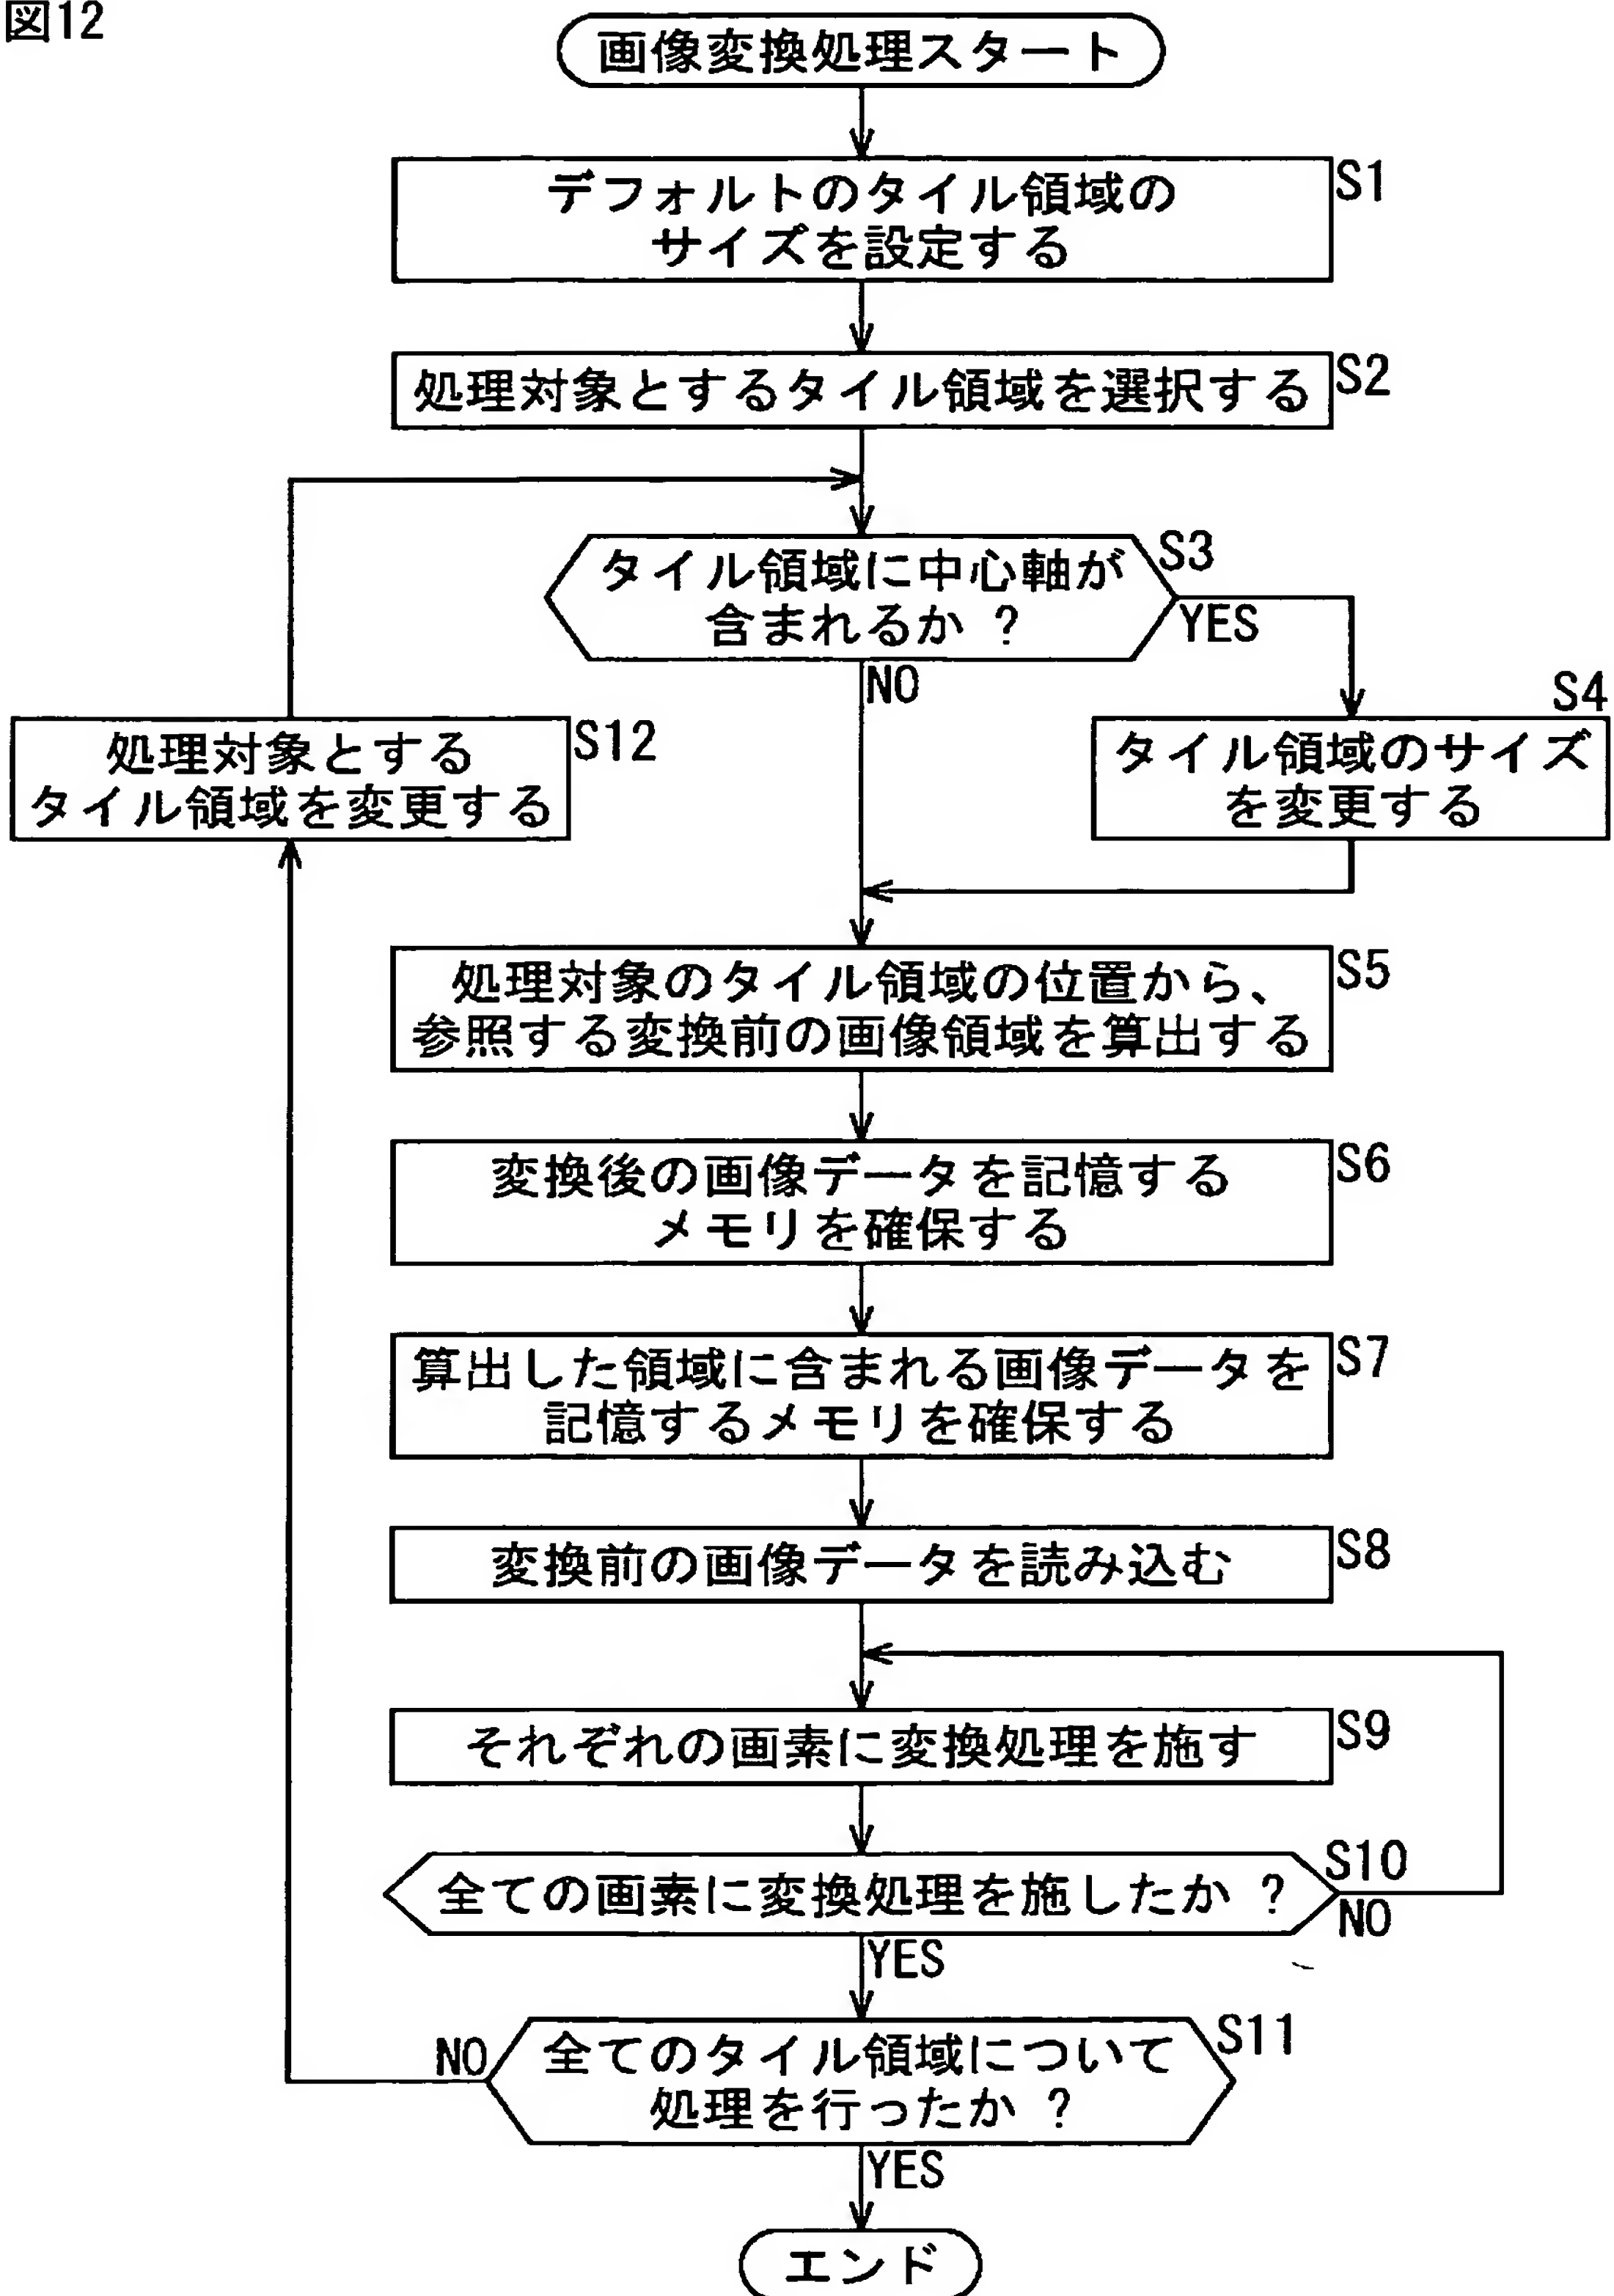 図12
画像変換処理スタート
デフォルトのタイル領域の
サイズを設定する
S1
処理対象とするタイル領域を選択する
S2
タイル領域に中心軸が
含まれるか ?
S3
YES
NO
S4
タイル領域のサイズ
を変更する
処理対象とする
タイル領域を変更する
S12
処理対象のタイル領域の位置から、
参照する変換前の画像領域を算出する
S5
変換後の画像データを記憶する
メモリを確保する
S6
算出した領域に含まれる画像データを
記憶するメモリを確保する
S7
変換前の画像データを読み込む
S8
それぞれの画素に変換処理を施す
S9
全ての画素に変換処理を施したか ?
S10
NO
YES
全てのタイル領域について
処理を行ったか ?
S11
NO
YES
エンド